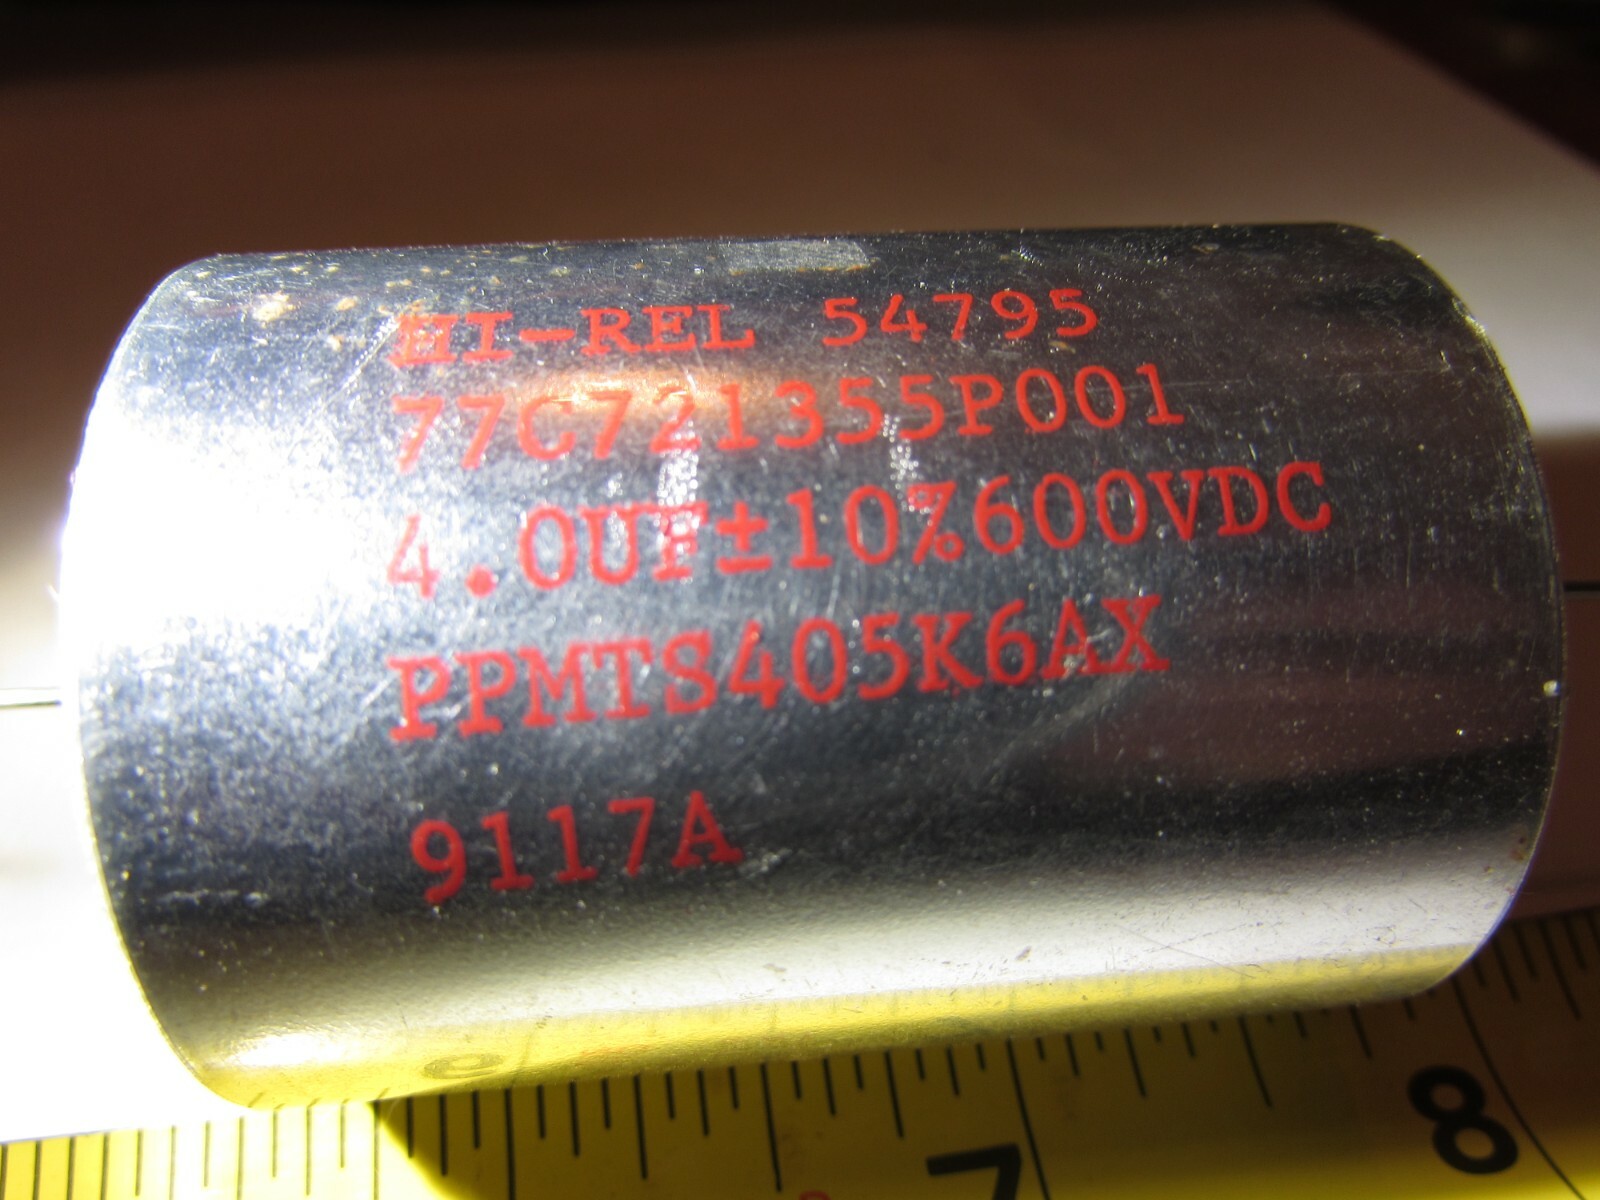 HI-REL 54795
77C721355P001
4.0UF±10%600VDC
PPMTS405K6AX
9117A
7 8